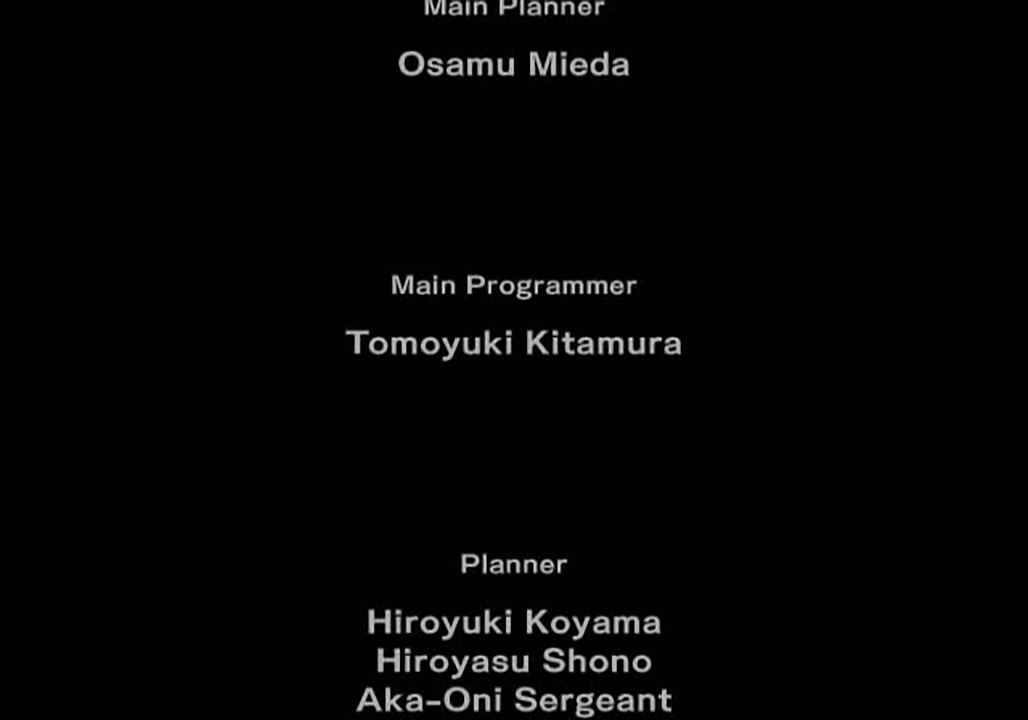 Main Planner
Osamu Mieda
Main Programmer
Tomoyuki Kitamura
Planner
Hiroyuki Koyama
Hiroyasu Shono
Aka-Oni Sergeant